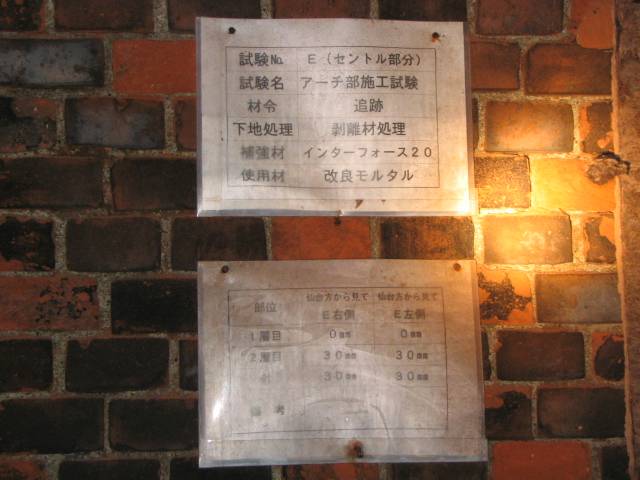 試験No. E（セントル部分）
試験名 アーチ部施工試験
材令 追跡
下地処理 剥離材処理
補強材 インターフォース20
使用材 改良モルタル
部位 仙台方から見て E右側 仙台方から見て E左側
1層目 0mm 0mm
2層目 30mm 30mm
計 30mm 30mm
備考